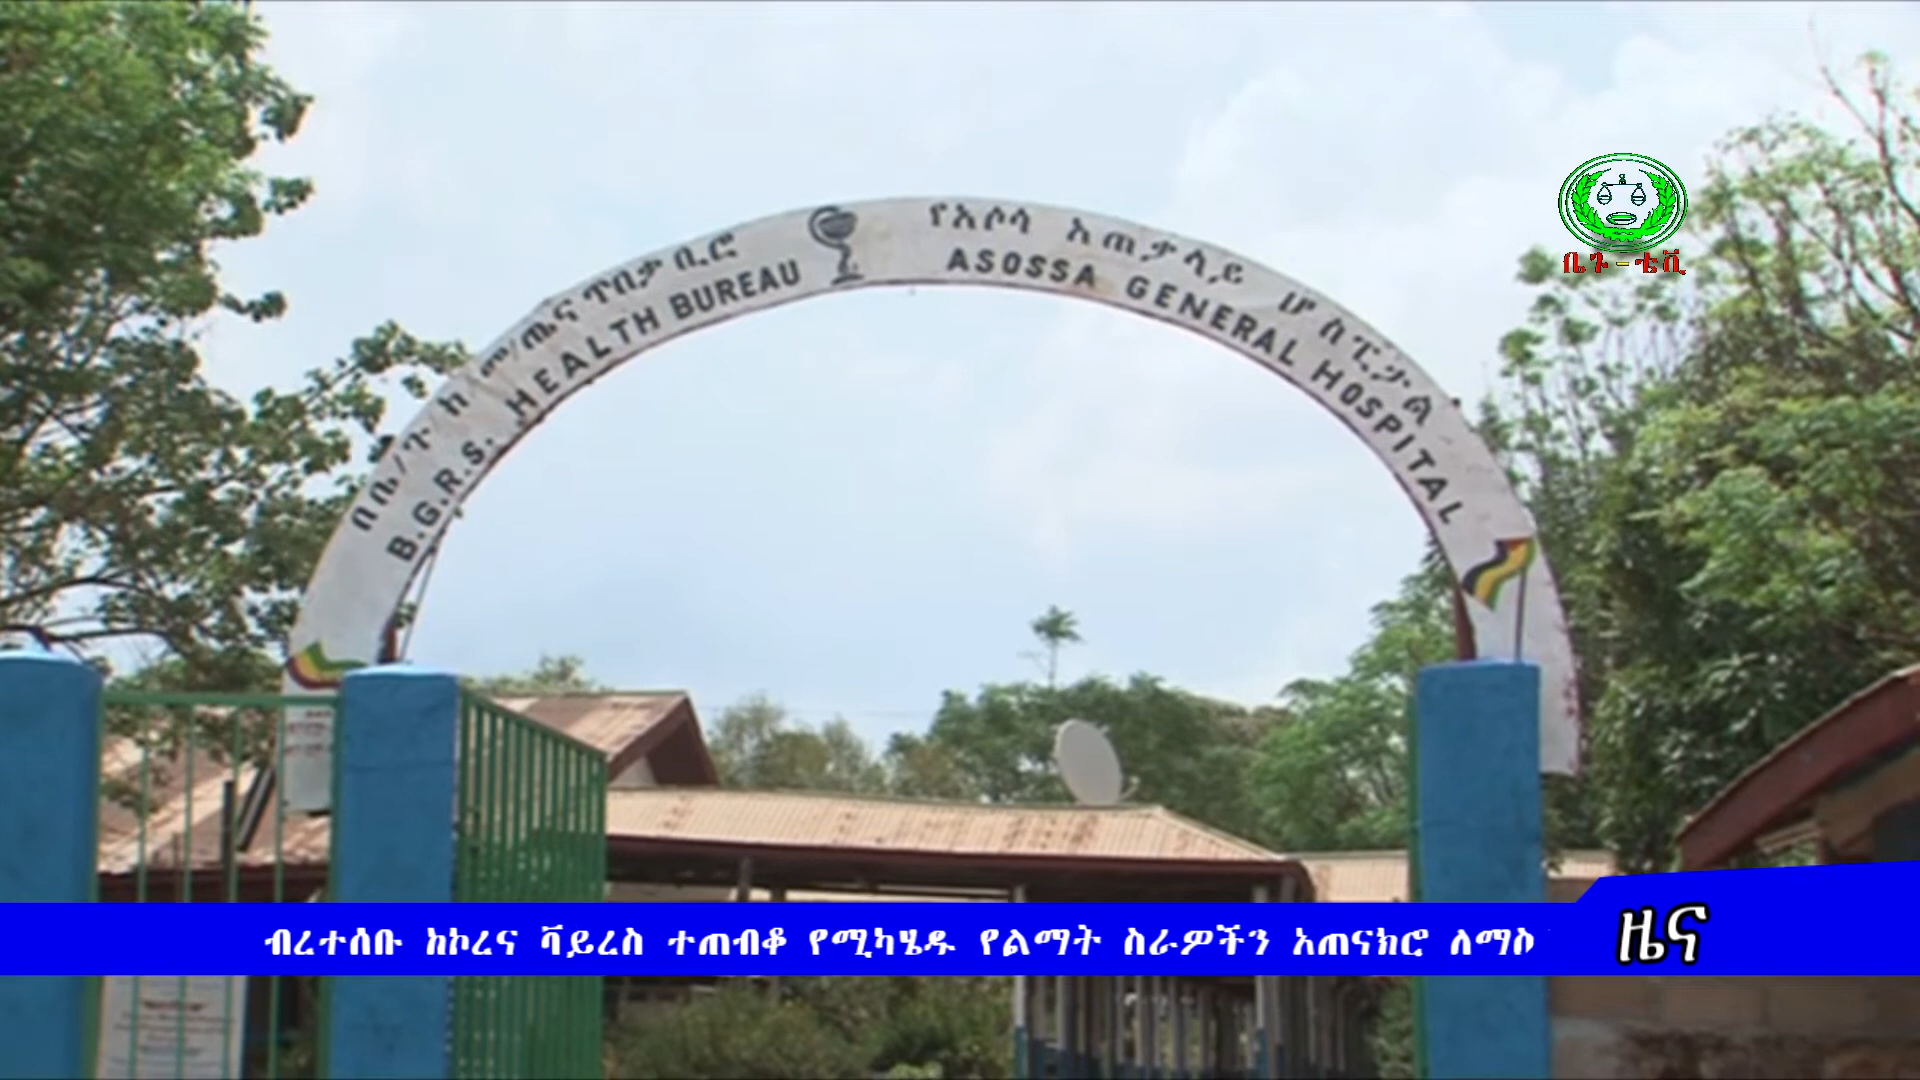 በቤ/ጉ/ክ መ/ጤና ጥበቃ ቢሮ
B.G.R.S. HEALTH BUREAU
የአሶሳ አጠቃላይ ሆስፒታል
ASOSSA GENERAL HOSPITAL
ቤጉ-ቴቪ
ብረተሰቡ ከኮረና ቫይረስ ተጠብቆ የሚካሄዱ የልማት ስራዎችን አጠናክሮ ለማስ
ዜና